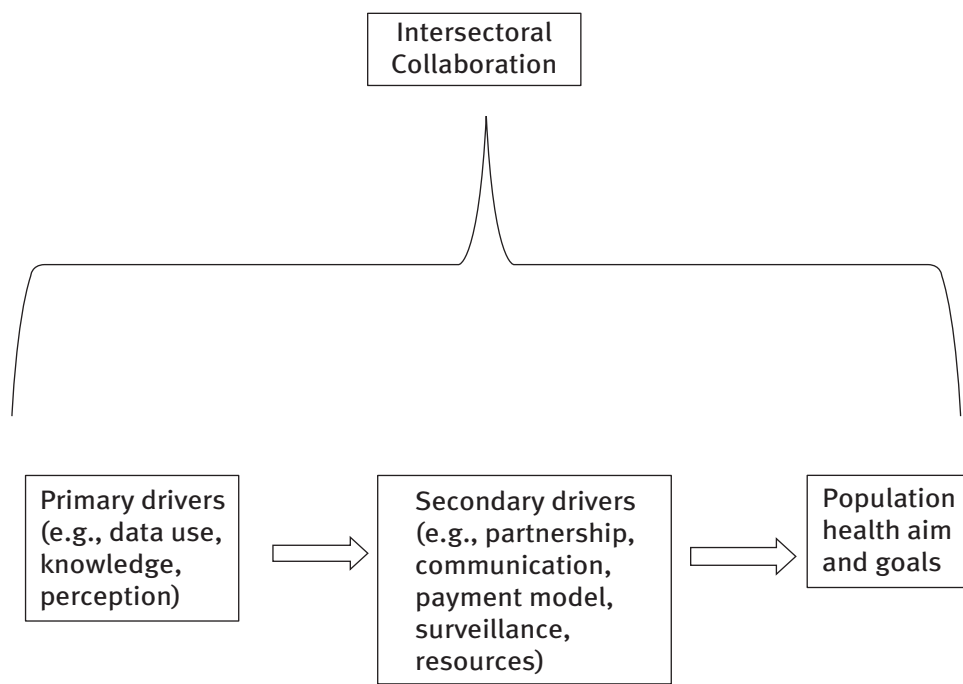 Intersectoral
Collaboration
Primary drivers
(e.g., data use,
knowledge,
perception)
Secondary drivers
(e.g., partnership,
communication,
payment model,
surveillance,
resources)
Population
health aim
and goals